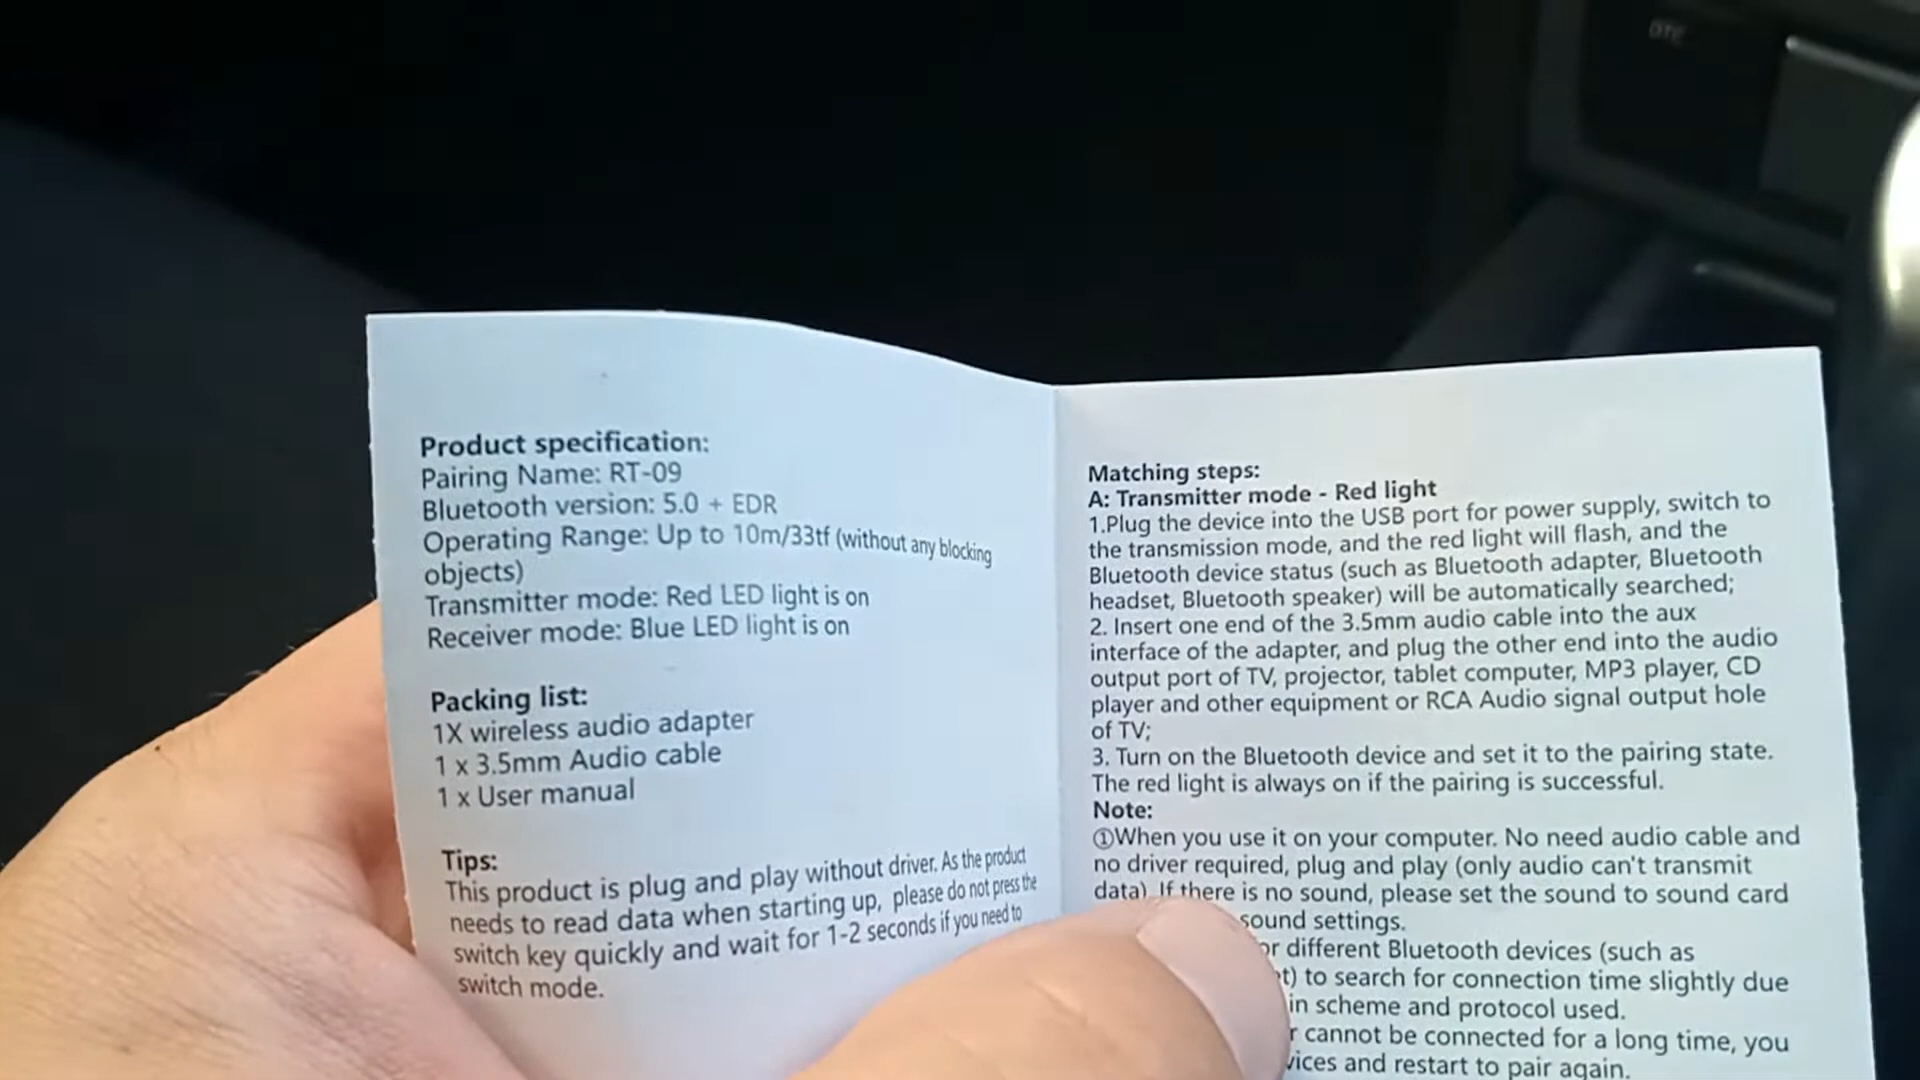 Product specification:
Pairing Name: RT-09
Bluetooth version: 5.0 + EDR
Operating Range: Up to 10m/33tf (without any blocking
objects)
Transmitter mode: Red LED light is on
Receiver mode: Blue LED light is on
Packing list:
1X wireless audio adapter
1 x 3.5mm Audio cable
1 x User manual
Tips:
This product is plug and play without driver. As the product
needs to read data when starting up, please do not press the
switch key quickly and wait for 1-2 seconds if you need to
switch mode.
Matching steps:
A: Transmitter mode - Red light
1.Plug the device into the USB port for power supply, switch to
the transmission mode, and the red light will flash, and the
Bluetooth device status (such as Bluetooth adapter, Bluetooth
headset, Bluetooth speaker) will be automatically searched;
2. Insert one end of the 3.5mm audio cable into the aux
interface of the adapter, and plug the other end into the audio
output port of TV, projector, tablet computer, MP3 player, CD
player and other equipment or RCA Audio signal output hole
of TV;
3. Turn on the Bluetooth device and set it to the pairing state.
The red light is always on if the pairing is successful.
Note:
①When you use it on your computer. No need audio cable and
no driver required, plug and play (only audio can't transmit
data). If there is no sound, please set the sound to sound card
sound settings.
different Bluetooth devices (such as
to search for connection time slightly due
in scheme and protocol used.
cannot be connected for a long time, you
and restart to pair again.